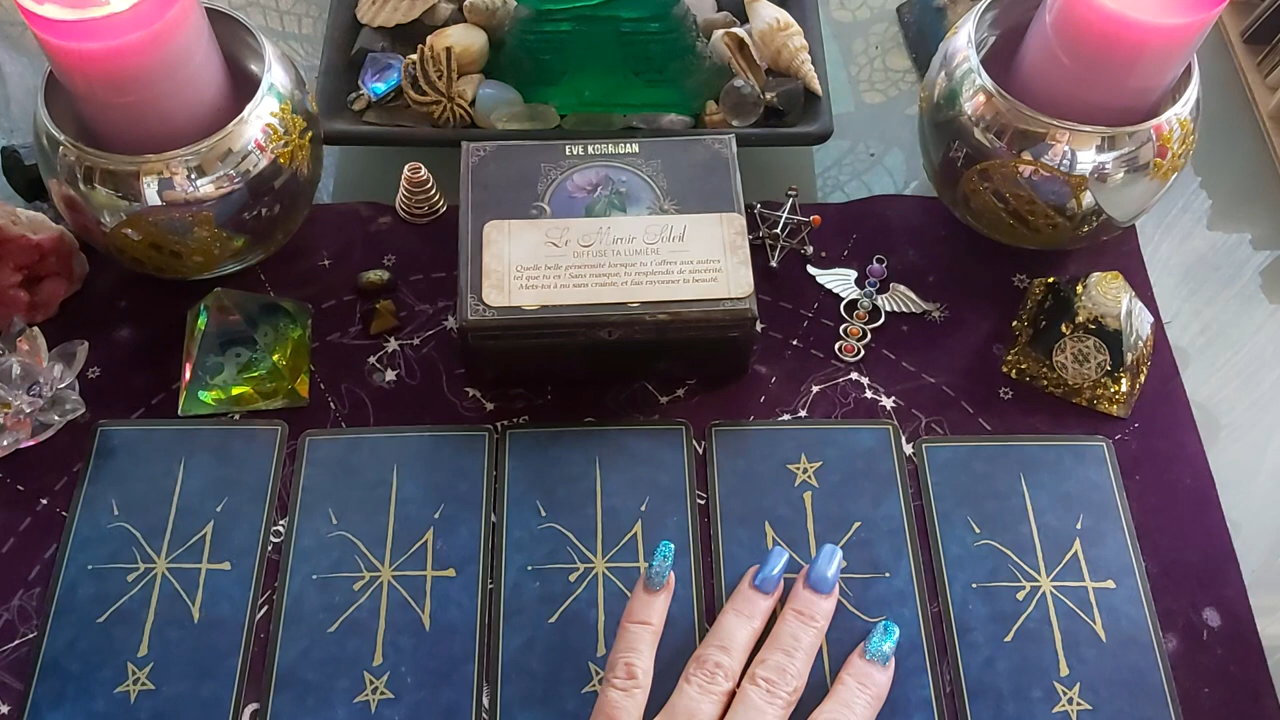 EVE KORRIGAN
Le Miroir Soleil
DIFFUSE TA LUMIÈRE
Quelle belle générosité lorsque tu t'offres aux autres
tel que tu es ! Sans masque, tu resplendis de sincérité.
Mets-toi à nu sans crainte, et fais rayonner ta beauté.